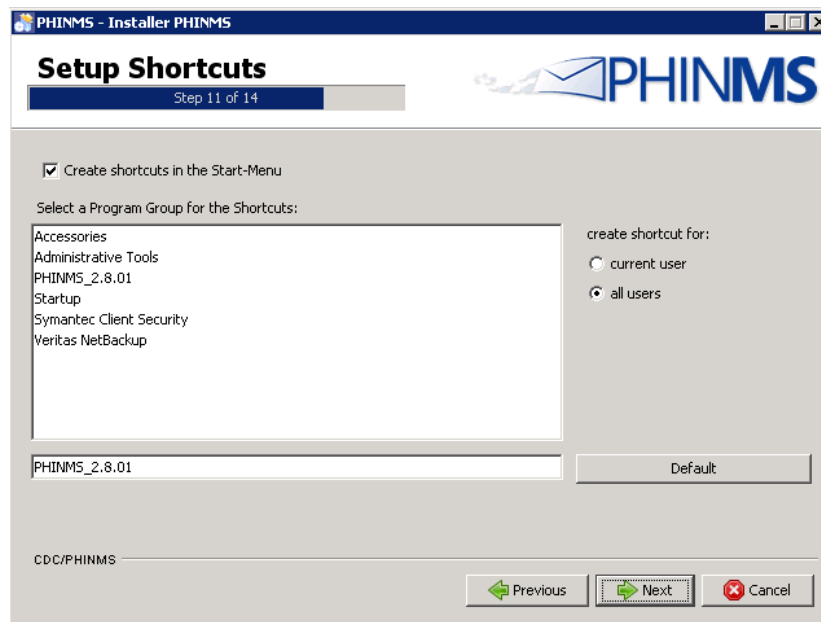 PHINMS - Installer PHINMS
Setup Shortcuts
Step 11 of 14
PHINMS
Create shortcuts in the Start-Menu
Select a Program Group for the Shortcuts:
Accessories
Administrative Tools
PHINMS_2.8.01
Startup
Symantec Client Security
Veritas NetBackup
create shortcut for:
current user
all users
PHINMS_2.8.01
Default
CDC/PHINMS
Previous
Next
Cancel